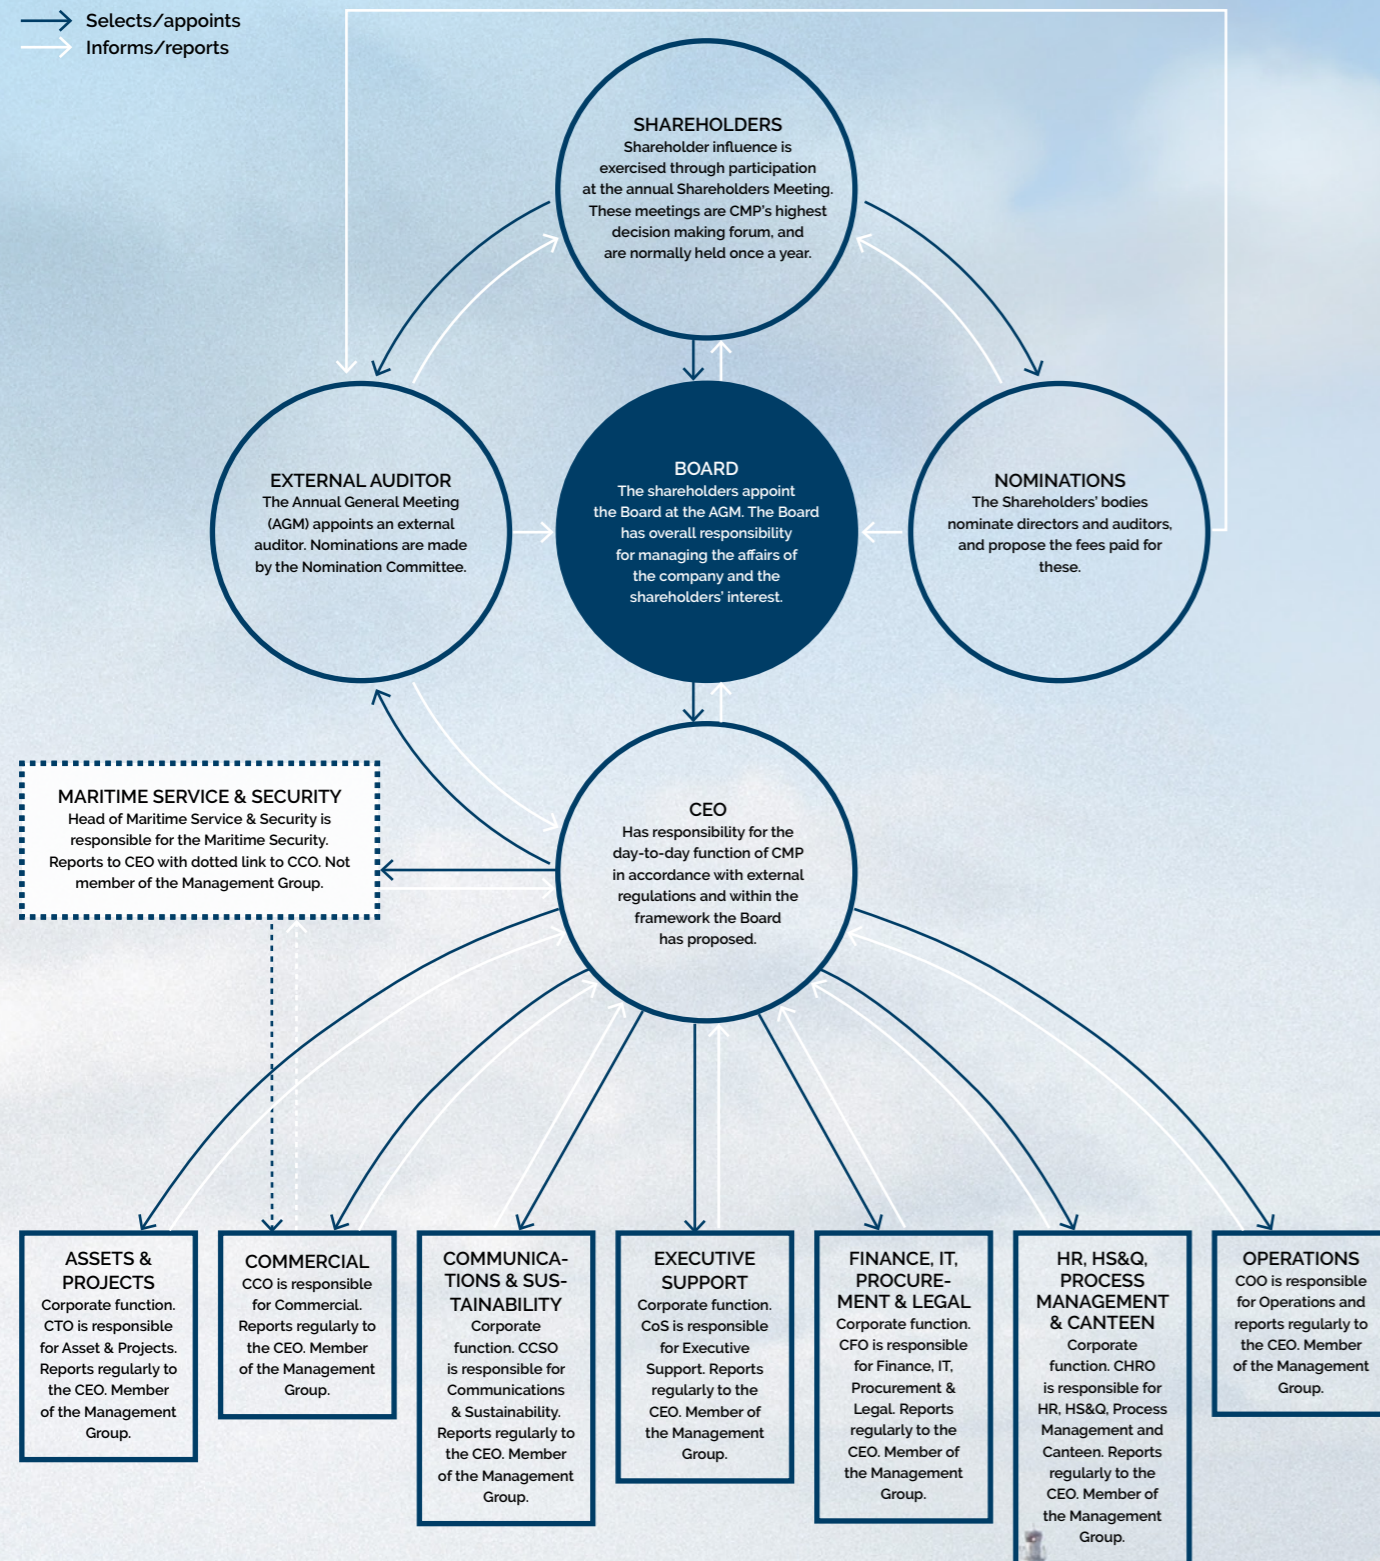 Selects/appoints
Informs/reports
SHAREHOLDERS
Shareholder influence is
exercised through participation
at the annual Shareholders Meeting.
These meetings are CMP's highest
decision making forum, and
are normally held once a year.
EXTERNAL AUDITOR
The Annual General Meeting
(AGM) appoints an external
auditor. Nominations are made
by the Nomination Committee.
BOARD
The shareholders appoint
the Board at the AGM. The Board
has overall responsibility
for managing the affairs of
the company and the
shareholders' interest.
NOMINATIONS
The Shareholders' bodies
nominate directors and auditors,
and propose the fees paid for
these.
MARITIME SERVICE & SECURITY
Head of Maritime Service & Security is
responsible for the Maritime Security.
Reports to CEO with dotted link to CCO. Not
member of the Management Group.
CEO
Has responsibility for the
day-to-day function of CMP
in accordance with external
regulations and within the
framework the Board
has proposed.
ASSETS &
PROJECTS
Corporate function.
CTO is responsible
for Asset & Projects.
Reports regularly to
the CEO. Member
of the Management
Group.
COMMERCIAL
CCO is responsible
for Commercial.
Reports regularly to
the CEO. Member
of the Management
Group.
COMMUNICA-
TIONS & SUS-
TAINABILITY
Corporate
function. CCSO
is responsible for
Communications
& Sustainability.
Reports regularly to
the CEO. Member
of the Management
Group.
EXECUTIVE
SUPPORT
Corporate function.
CoS is responsible
for Executive
Support. Reports
regularly to the
CEO. Member of
the Management
Group.
FINANCE, IT,
PROCURE-
MENT & LEGAL
Corporate function.
CFO is responsible
for Finance, IT,
Procurement &
Legal. Reports
regularly to the
CEO. Member of
the Management
Group.
HR, HS&Q,
PROCESS
MANAGEMENT
& CANTEEN
Corporate
function. CHRO
is responsible for
HR, HS&Q, Process
Management and
Canteen. Reports
regularly to the
CEO. Member of
the Management
Group.
OPERATIONS
COO is responsible
for Operations and
reports regularly to
the CEO. Member
of the Management
Group.